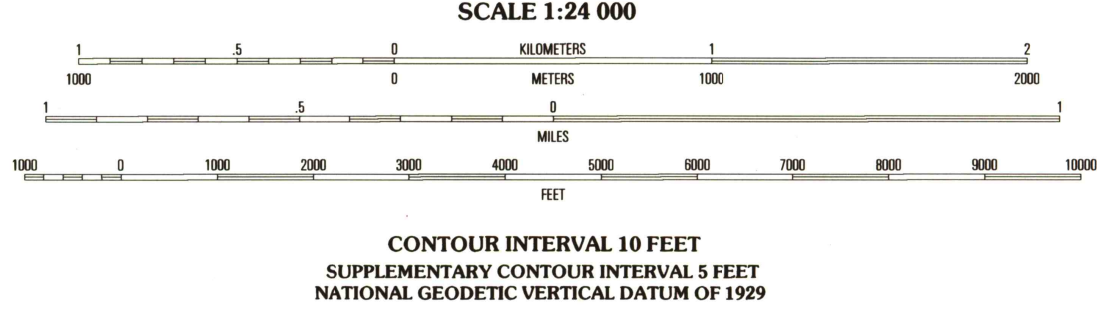 SCALE 1:24 000
1 .5 0 KILOMETERS 1 2
1000 0 METERS 1000 2000
1 .5 0 1
MILES
1000 0 1000 2000 3000 4000 5000 6000 7000 8000 9000 10000
FEET
CONTOUR INTERVAL 10 FEET
SUPPLEMENTARY CONTOUR INTERVAL 5 FEET
NATIONAL GEODETIC VERTICAL DATUM OF 1929